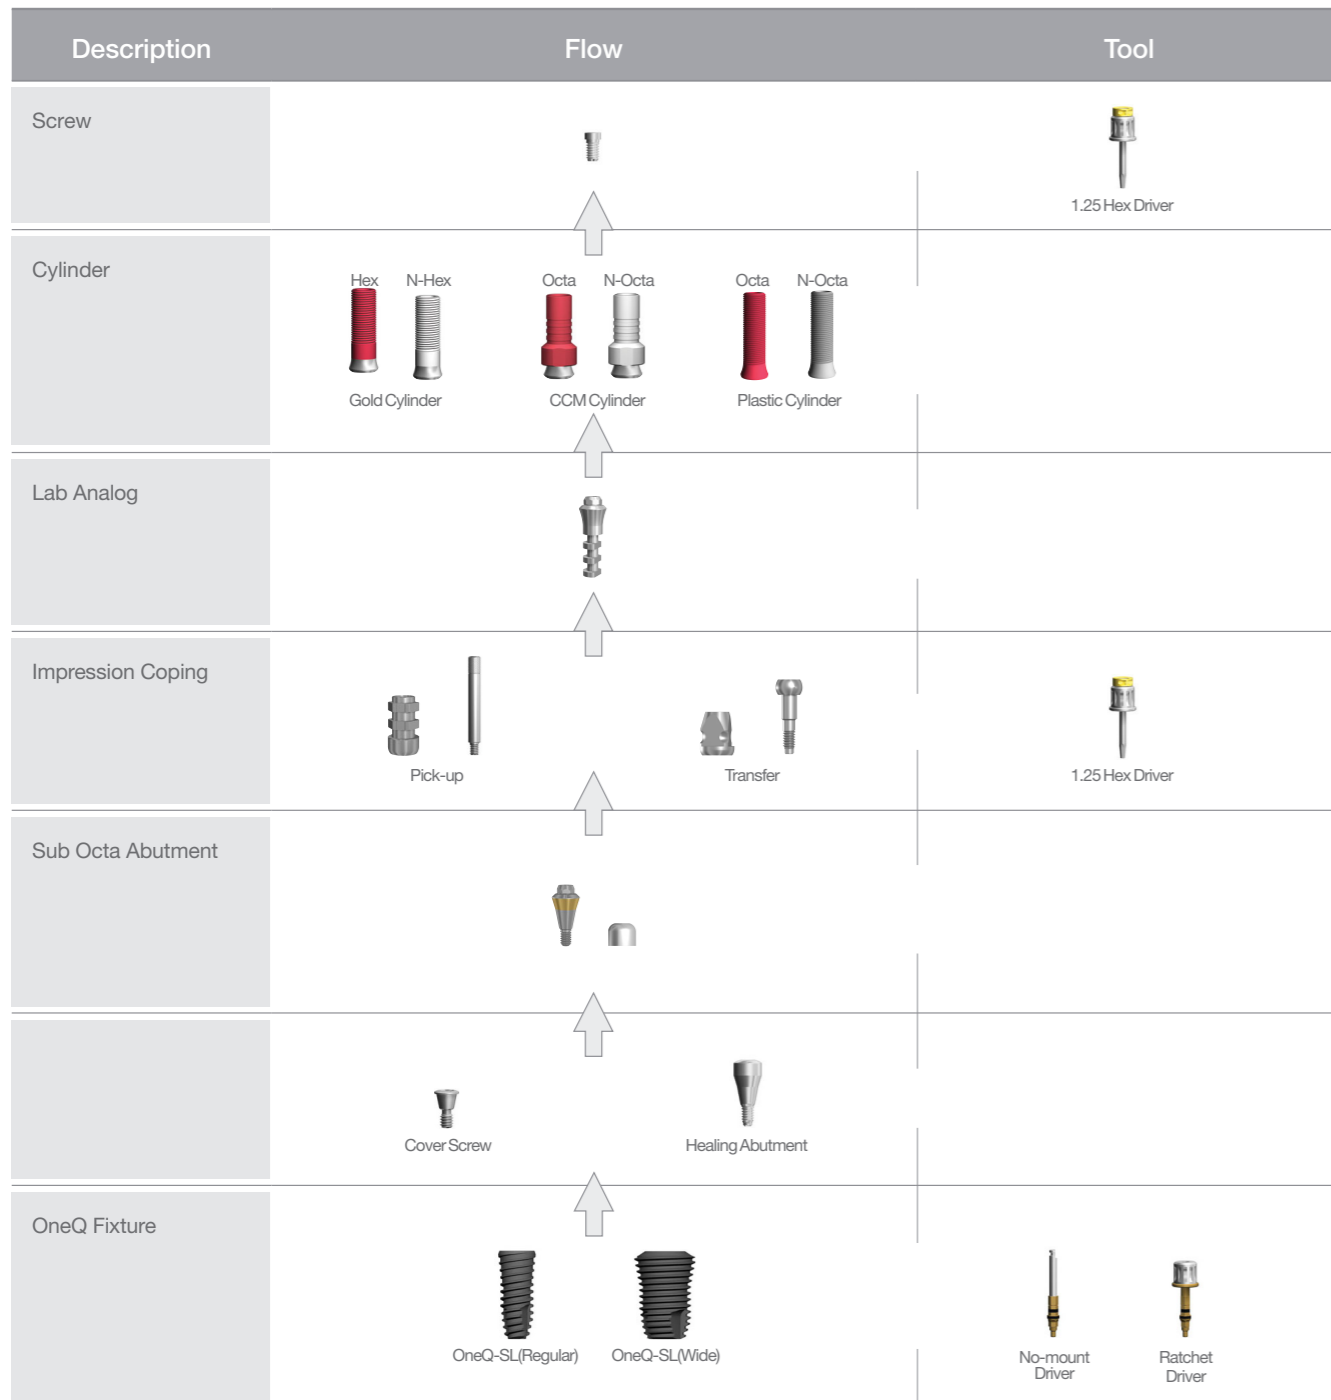 Description Flow Tool
Screw
1.25 Hex Driver
Cylinder
Hex N-Hex Octa N-Octa Octa N-Octa
Gold Cylinder CCM Cylinder Plastic Cylinder
Lab Analog
Impression Coping
Pick-up Transfer 1.25 Hex Driver
Sub Octa Abutment
Cover Screw Healing Abutment
OneQ Fixture
OneQ-SL(Regular) OneQ-SL(Wide) No-mount Ratchet
Driver Driver